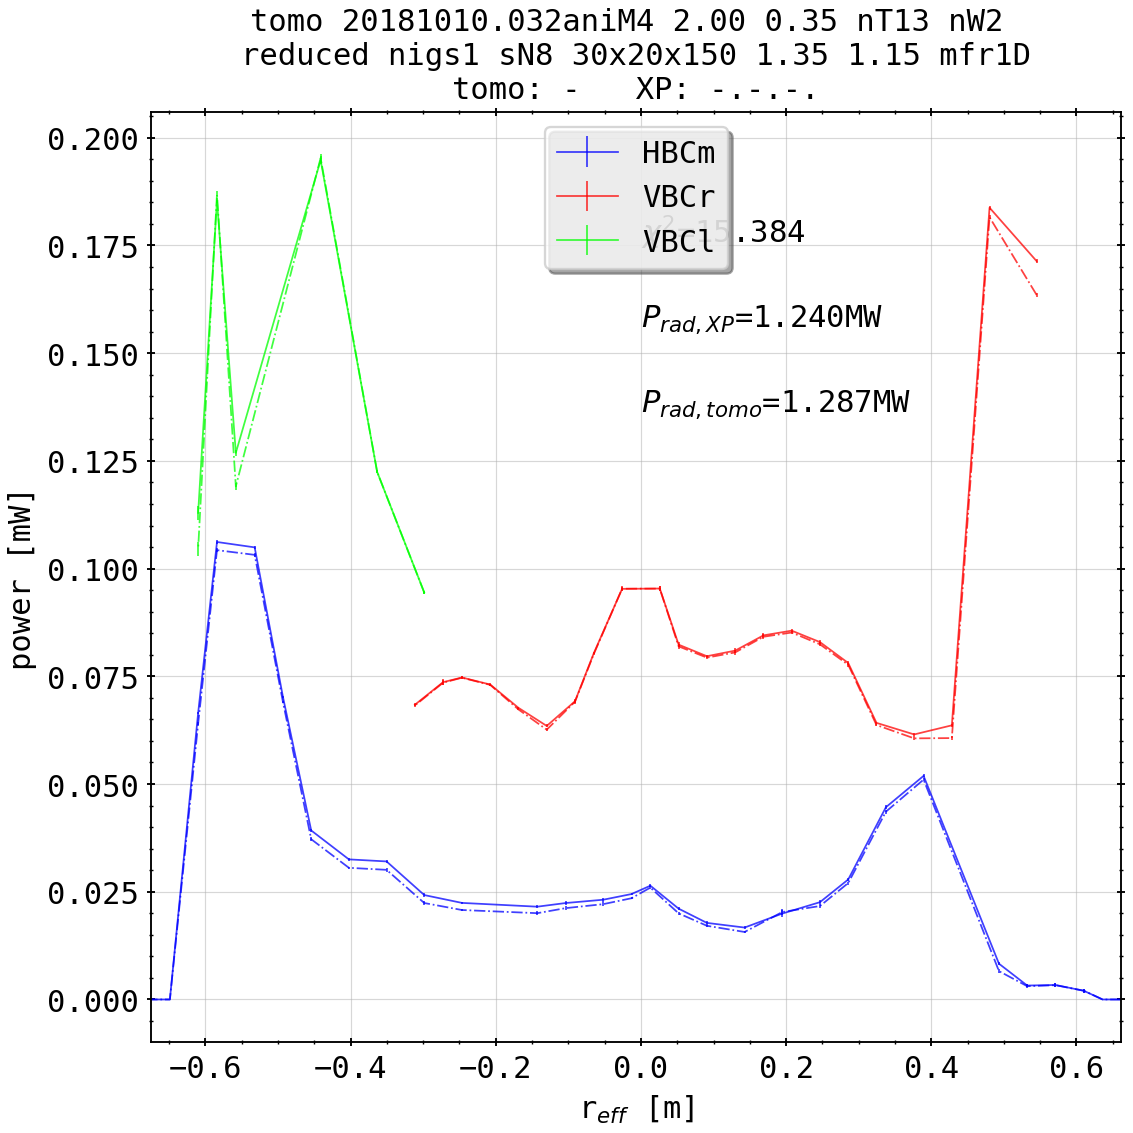 tomo 20181010.032aniM4 2.00 0.35 nT13 nW2
reduced nigs1 sN8 30x20x150 1.35 1.15 mfr1D
tomo: -   XP: -.-.-.
HBCm
VBCr
VBCl
χ²=15.384
P_rad,XP=1.240MW
P_rad,tomo=1.287MW
power [mW]
0.200
0.175
0.150
0.125
0.100
0.075
0.050
0.025
0.000
−0.6 −0.4 −0.2 0.0 0.2 0.4 0.6
r_eff [m]